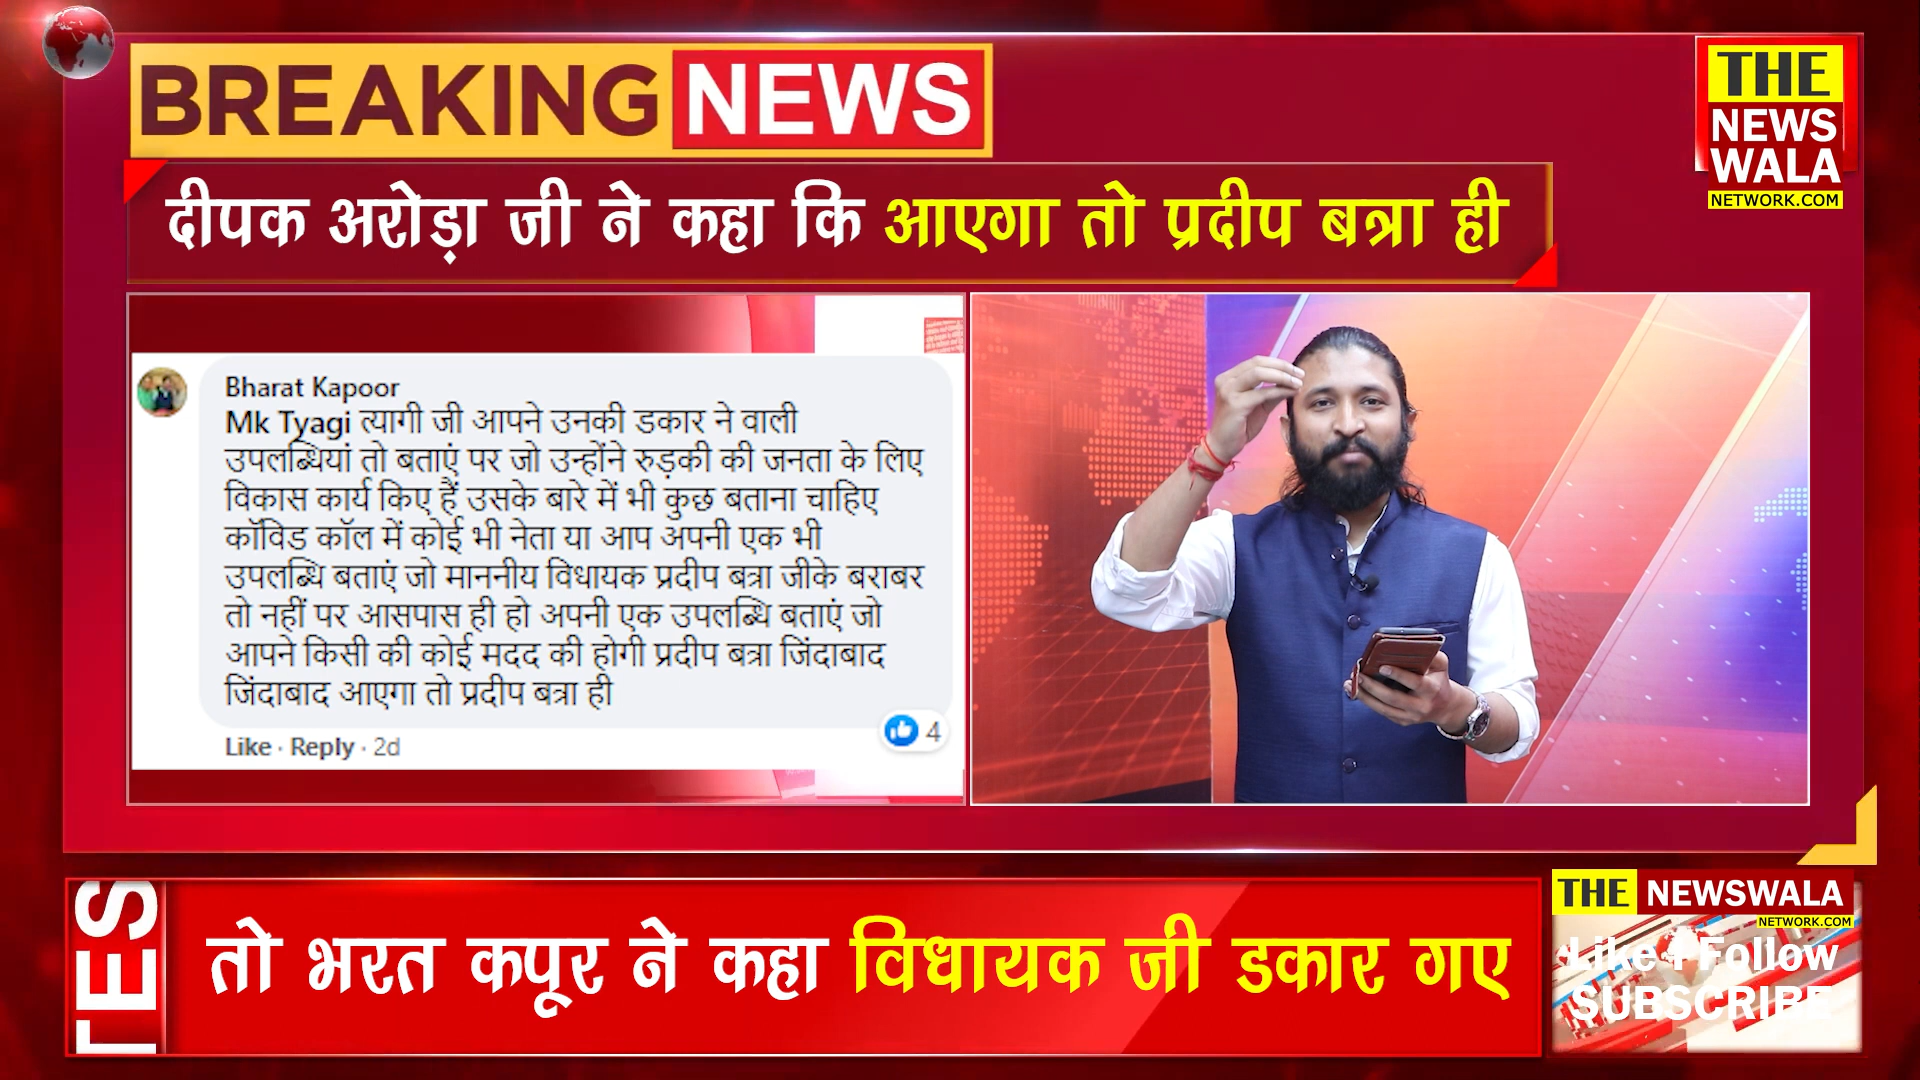 BREAKING NEWS
THE
NEWS
WALA
NETWORK.COM
दीपक अरोड़ा जी ने कहा कि आएगा तो प्रदीप बत्रा ही
Bharat Kapoor
Mk Tyagi त्यागी जी आपने उनकी डकार ने वाली
उपलब्धियां तो बताएं पर जो उन्होंने रुड़की की जनता के लिए
विकास कार्य किए हैं उसके बारे में भी कुछ बताना चाहिए
कॉविड कॉल में कोई भी नेता या आप अपनी एक भी
उपलब्धि बताएं जो माननीय विधायक प्रदीप बत्रा जीके बराबर
तो नहीं पर आसपास ही हो अपनी एक उपलब्धि बताएं जो
आपने किसी की कोई मदद की होगी प्रदीप बत्रा जिंदाबाद
जिंदाबाद आएगा तो प्रदीप बत्रा ही
4
Like · Reply · 2d
TES
तो भरत कपूर ने कहा विधायक जी डकार गए
THE NEWSWALA
NETWORK.COM
Like + Follow
SUBSCRIBE